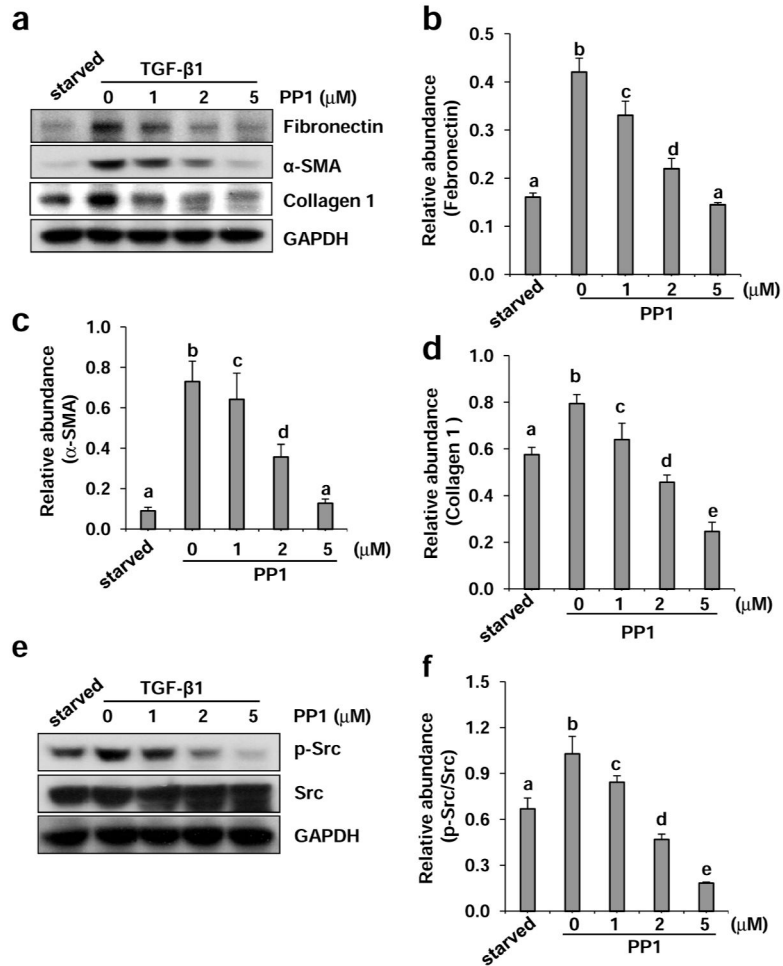 a
starved
TGF-β1
0 1 2 5 PP1 (μM)
Fibronectin
α-SMA
Collagen 1
GAPDH
b
Relative abundance
(Febronectin)
0.5
0.4
0.3
0.2
0.1
0.0
a b c d a
starved 0 1 2 5 (μM)
PP1
c
Relative abundance
(α-SMA)
1.0
0.8
0.6
0.4
0.2
0.0
a b c d a
starved 0 1 2 5 (μM)
PP1
d
Relative abundance
(Collagen 1 )
1.0
0.8
0.6
0.4
0.2
0.0
a b c d e
starved 0 1 2 5 (μM)
PP1
e
starved
TGF-β1
0 1 2 5 PP1 (μM)
p-Src
Src
GAPDH
f
Relative abundance
(p-Src/Src)
1.5
1.2
0.9
0.6
0.3
0.0
a b c d e
starved 0 1 2 5 (μM)
PP1